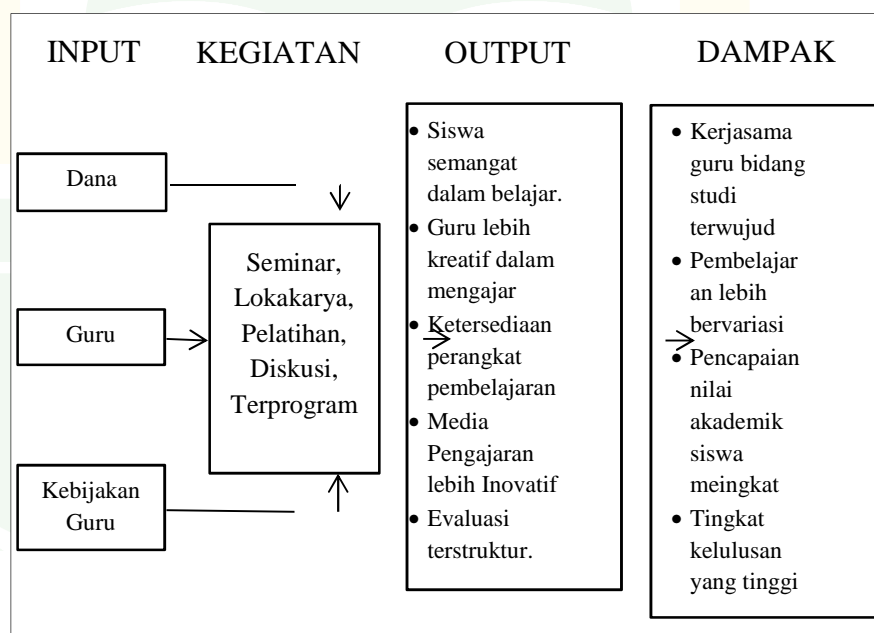 INPUT KEGIATAN OUTPUT DAMPAK
Dana
Guru
Kebijakan
Guru
Seminar,
Lokakarya,
Pelatihan,
Diskusi,
Terprogram
• Siswa
semangat
dalam belajar.
• Guru lebih
kreatif dalam
mengajar
• Ketersediaan
perangkat
pembelajaran
• Media
Pengajaran
lebih Inovatif
• Evaluasi
terstruktur.
• Kerjasama
guru bidang
studi
terwujud
• Pembelajar
an lebih
bervariasi
• Pencapaian
nilai
akademik
siswa
meingkat
• Tingkat
kelulusan
yang tinggi